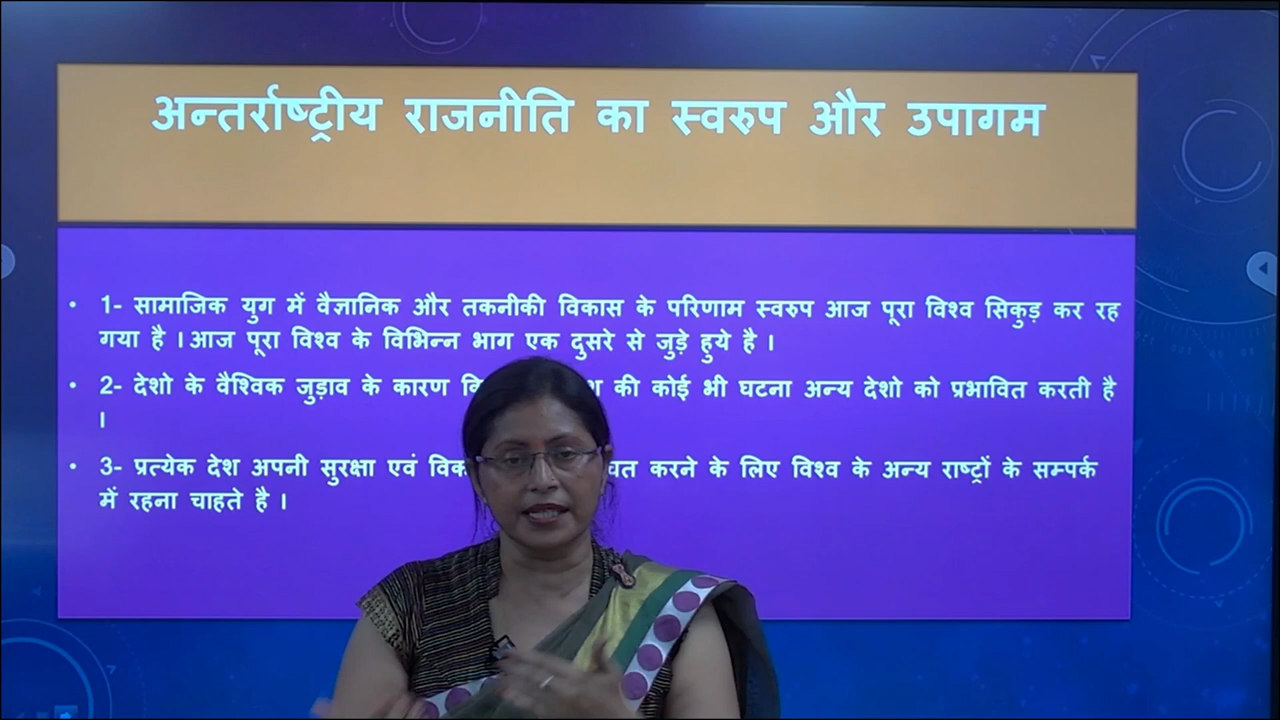 अन्तर्राष्ट्रीय राजनीति का स्वरुप और उपागम
• 1- सामाजिक युग में वैज्ञानिक और तकनीकी विकास के परिणाम स्वरुप आज पूरा विश्व सिकुड़ कर रह
गया है ।आज पूरा विश्व के विभिन्न भाग एक दुसरे से जुड़े हुये है ।
• 2- देशो के वैश्विक जुड़ाव के कारण की कोई भी घटना अन्य देशो को प्रभावित करती है
।
• 3- प्रत्येक देश अपनी सुरक्षा एवं करने के लिए विश्व के अन्य राष्ट्रों के सम्पर्क
में रहना चाहते है ।